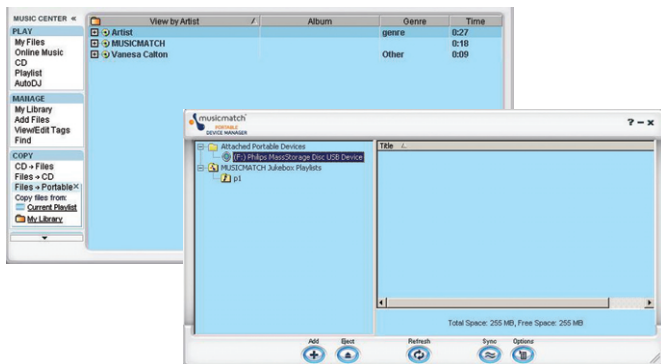 MUSIC CENTER «
PLAY
My Files
Online Music
CD
Playlist
AutoDJ
MANAGE
My Library
Add Files
View/Edit Tags
Find
COPY
CD → Files
Files → CD
Files → Portable×
Copy files from:
Current Playlist
My Library
View by Artist Album Genre Time
Artist genre 0:27
MUSICMATCH 0:18
Vanesa Calton Other 0:09
musicmatch
PORTABLE
DEVICE MANAGER
? – x
Attached Portable Devices
(F:) Philips MassStorage Disc USB Device
MUSICMATCH Jukebox Playlists
p1
Title
Total Space: 255 MB, Free Space: 255 MB
Add Eject Refresh Sync Options